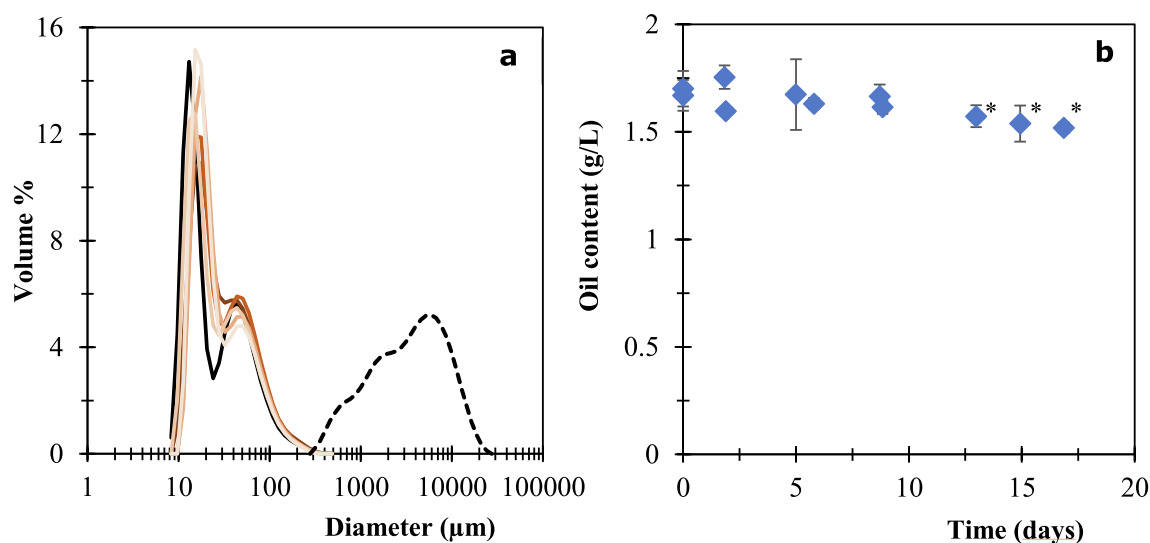 a
16
12
8
4
0
Volume %
1 10 100 1000 10000 100000
Diameter (µm)
b
2
1.5
1
0.5
0
Oil content (g/L)
* * *
0 5 10 15 20
Time (days)